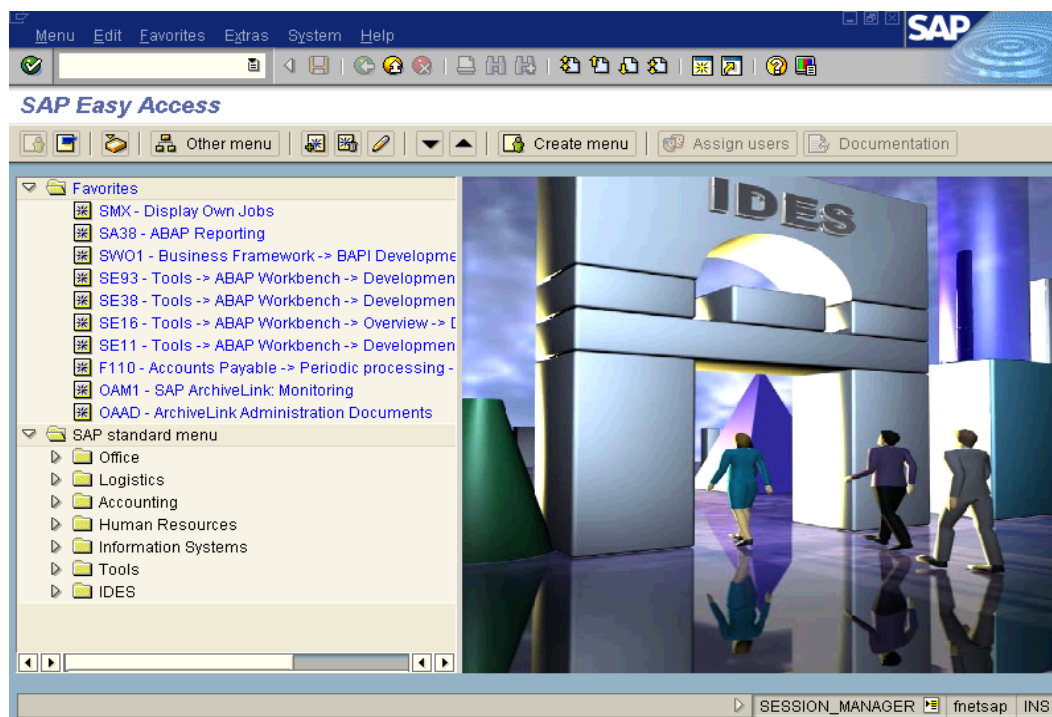 Menu Edit Favorites Extras System Help
SAP
SAP Easy Access
Other menu Create menu Assign users Documentation
Favorites
SMX - Display Own Jobs
SA38 - ABAP Reporting
SWO1 - Business Framework -> BAPI Developme
SE93 - Tools -> ABAP Workbench -> Developmen
SE38 - Tools -> ABAP Workbench -> Developmen
SE16 - Tools -> ABAP Workbench -> Overview -> D
SE11 - Tools -> ABAP Workbench -> Developmen
F110 - Accounts Payable -> Periodic processing -
OAM1 - SAP ArchiveLink: Monitoring
OAAD - ArchiveLink Administration Documents
SAP standard menu
Office
Logistics
Accounting
Human Resources
Information Systems
Tools
IDES
IDES
SESSION_MANAGER fnetsap INS